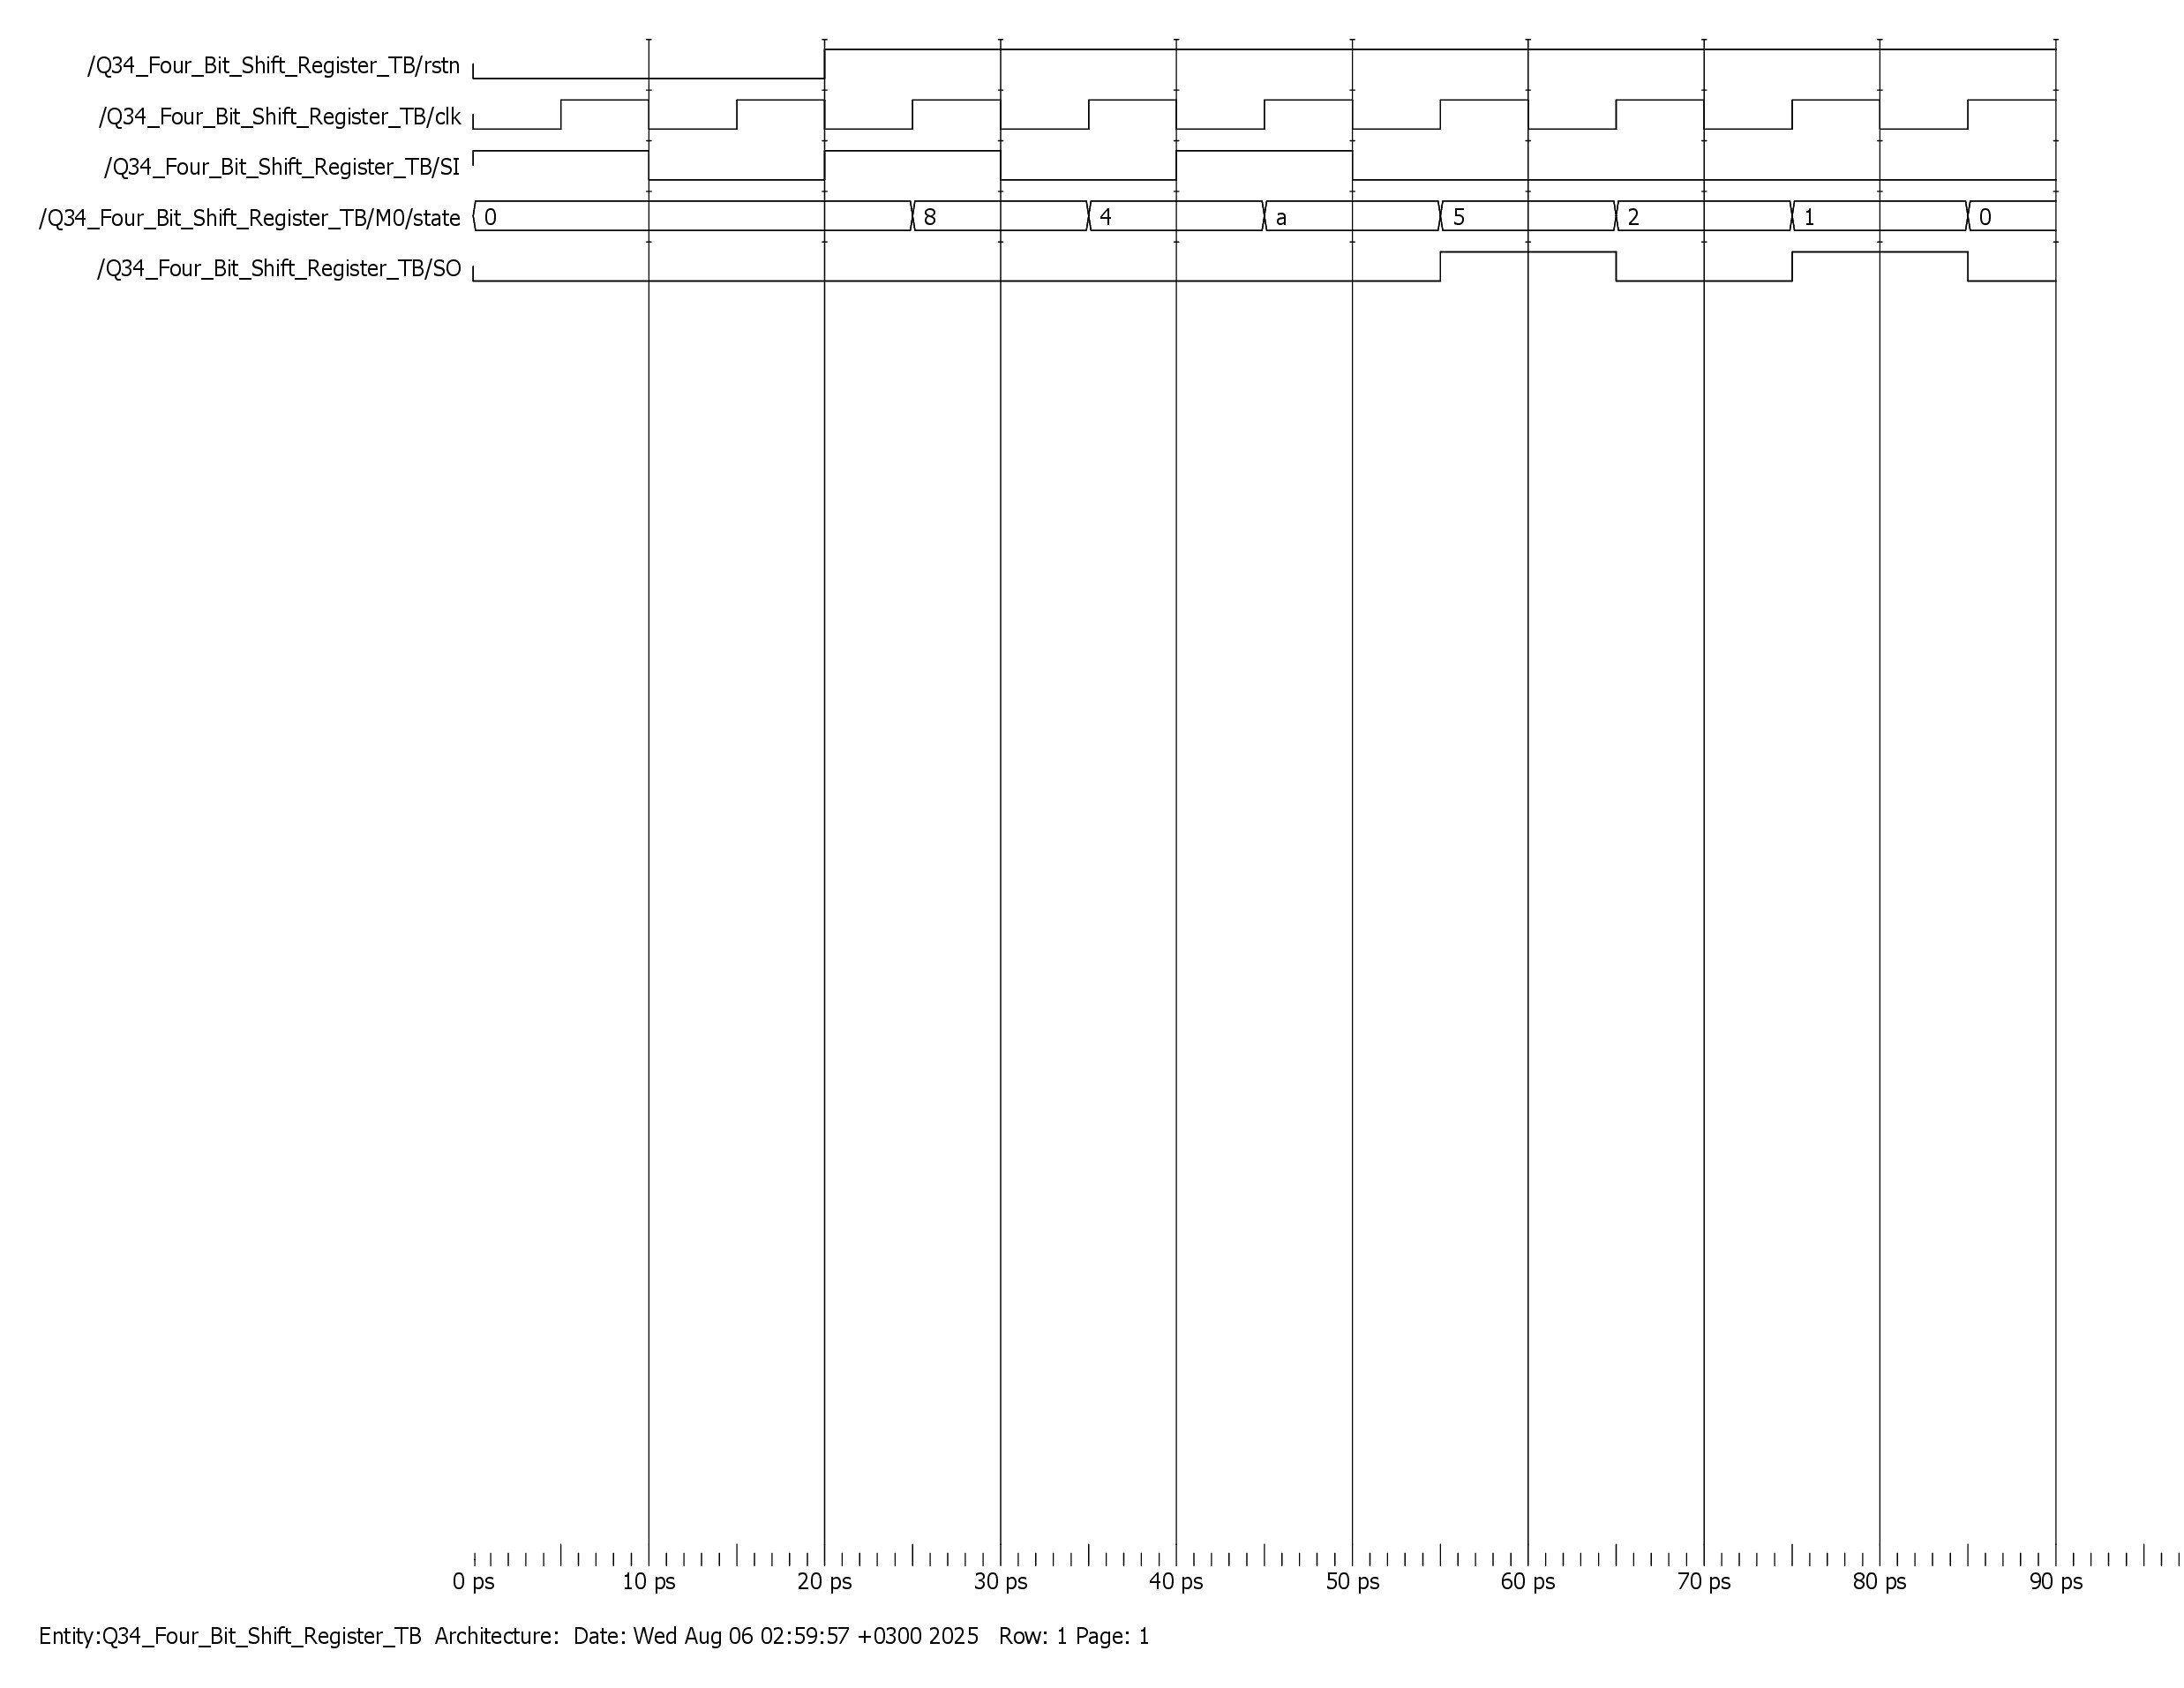 /Q34_Four_Bit_Shift_Register_TB/rstn
/Q34_Four_Bit_Shift_Register_TB/clk
/Q34_Four_Bit_Shift_Register_TB/SI
/Q34_Four_Bit_Shift_Register_TB/M0/state 0 8 4 a 5 2 1 0
/Q34_Four_Bit_Shift_Register_TB/SO
0 ps 10 ps 20 ps 30 ps 40 ps 50 ps 60 ps 70 ps 80 ps 90 ps
Entity:Q34_Four_Bit_Shift_Register_TB Architecture: Date: Wed Aug 06 02:59:57 +0300 2025 Row: 1 Page: 1